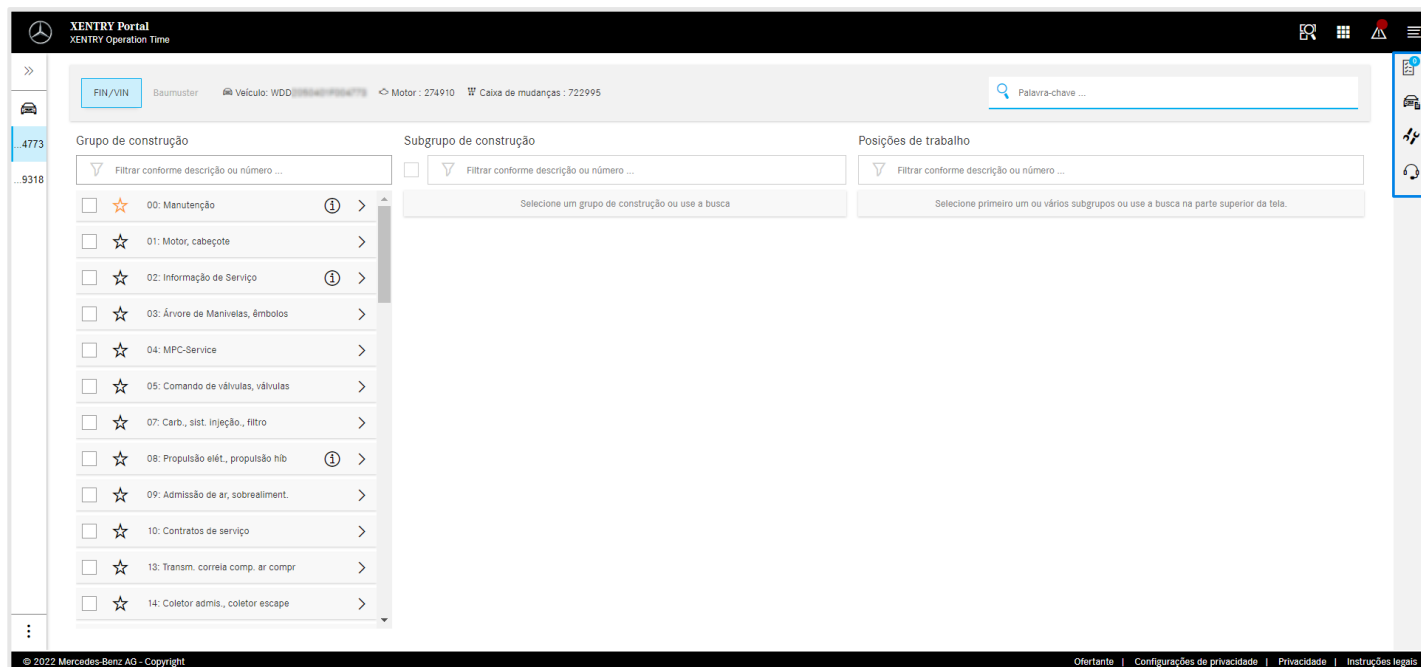 XENTRY Portal
XENTRY Operation Time
FIN/VIN Baumuster Veículo: WDD Motor : 274910 Caixa de mudanças : 722995 Palavra-chave ...
0
...4773
...9318
Grupo de construção Subgrupo de construção Posições de trabalho
Filtrar conforme descrição ou número ... Filtrar conforme descrição ou número ... Filtrar conforme descrição ou número ...
Selecione um grupo de construção ou use a busca Selecione primeiro um ou vários subgrupos ou use a busca na parte superior da tela.
00: Manutenção
01: Motor, cabeçote
02: Informação de Serviço
03: Árvore de Manivelas, êmbolos
04: MPC-Service
05: Comando de válvulas, válvulas
07: Carb., sist. injeção., filtro
08: Propulsão elét., propulsão híb
09: Admissão de ar, sobrealiment.
10: Contratos de serviço
13: Transm. correia comp. ar compr
14: Coletor admis., coletor escape
© 2022 Mercedes-Benz AG - Copyright Ofertante | Configurações de privacidade | Privacidade | Instruções legais